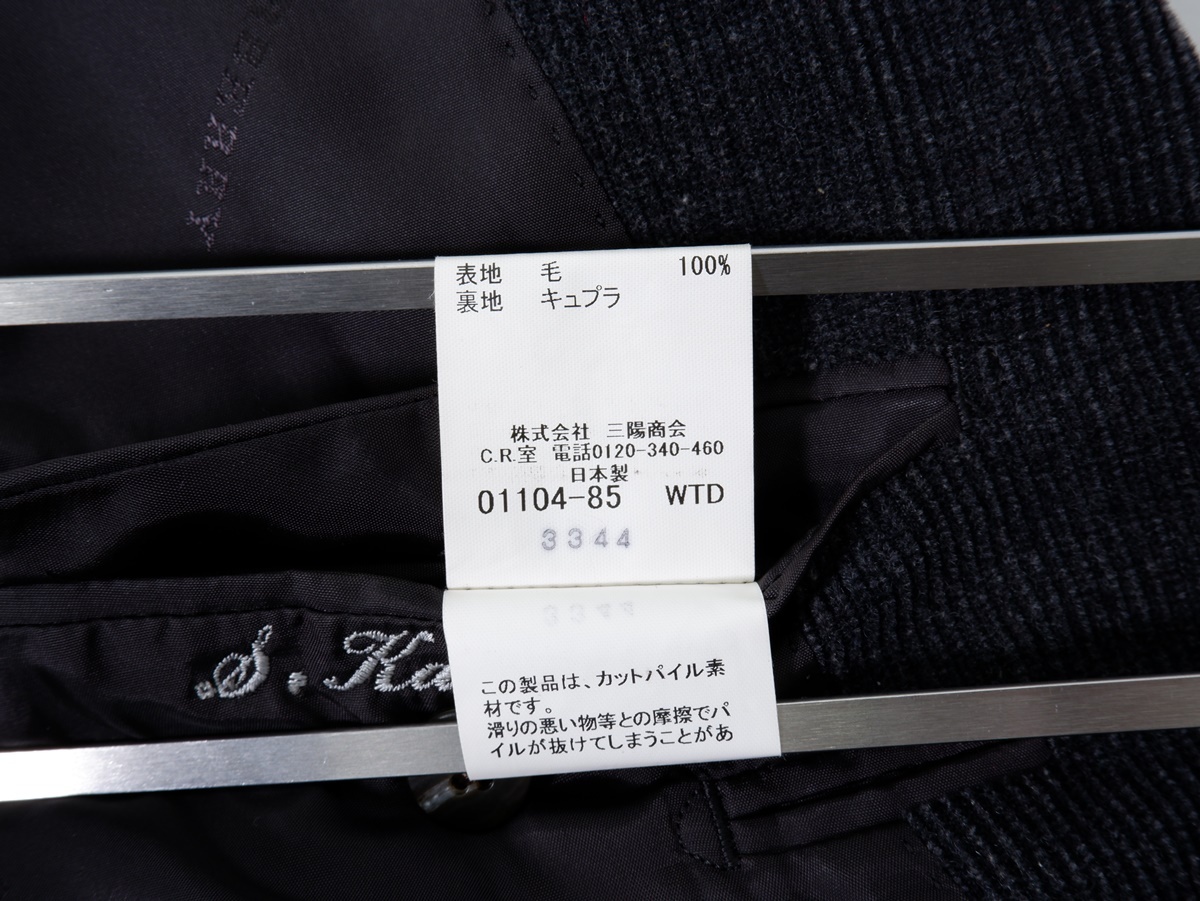 表地 毛 100%
裏地 キュプラ
株式会社 三陽商会
C.R.室 電話0120-340-460
日本製
01104-85 WTD
3344
3344
S. Ka
この製品は、カットパイル素
材です。
滑りの悪い物等との摩擦でパ
イルが抜けてしまうことがあ